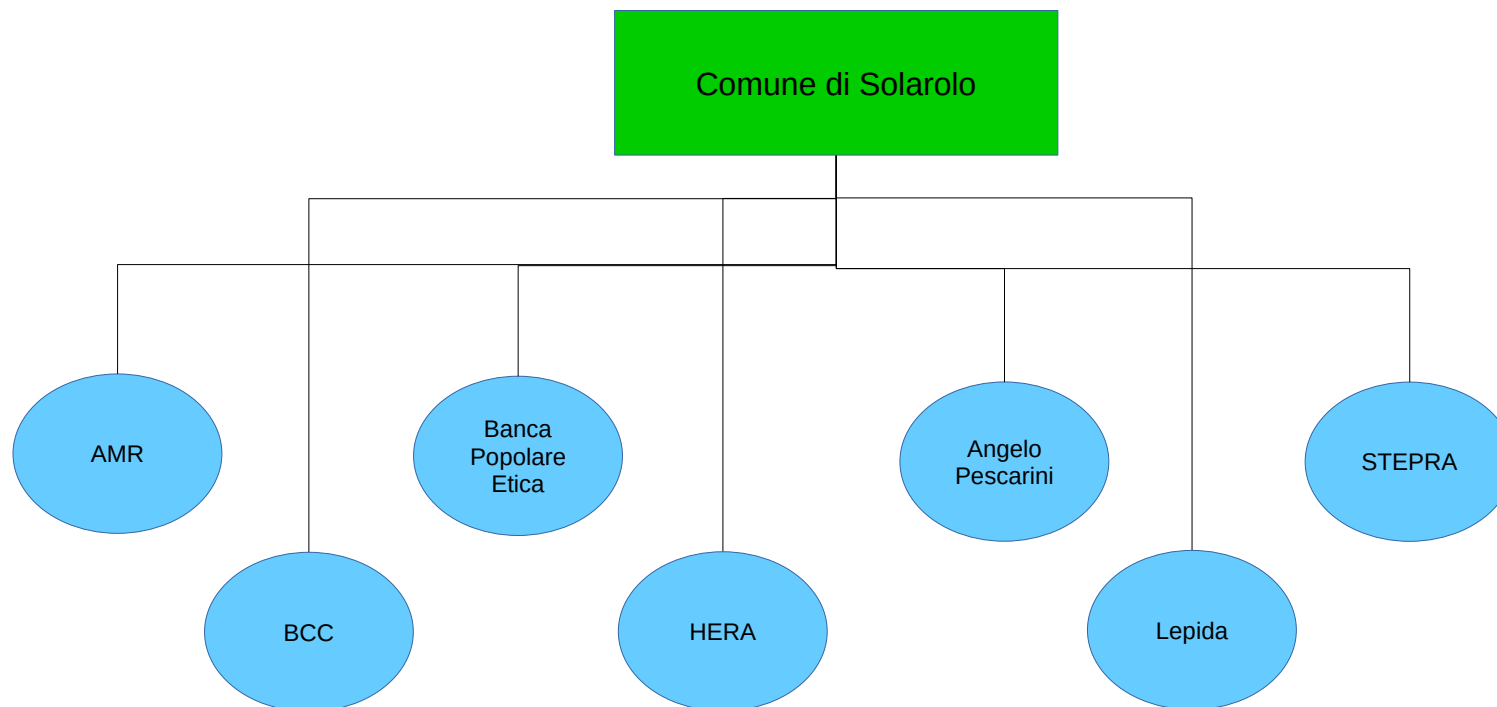 Comune di Solarolo
AMR
Banca
Popolare
Etica
Angelo
Pescarini
STEPRA
BCC
HERA
Lepida